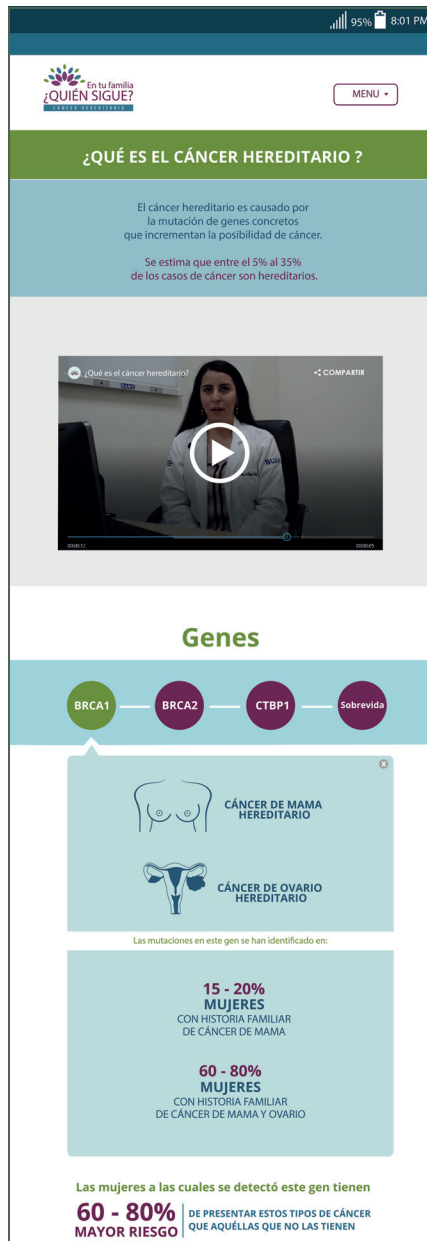 95% 8:01 PM
En tu familia
¿QUIÉN SIGUE?
CÁNCER HEREDITARIO
MENU
¿QUÉ ES EL CÁNCER HEREDITARIO ?
El cáncer hereditario es causado por
la mutación de genes concretos
que incrementan la posibilidad de cáncer.
Se estima que entre el 5% al 35%
de los casos de cáncer son hereditarios.
¿Qué es el cáncer hereditario?
COMPARTIR
00:00:12
00:00:05
Genes
BRCA1
BRCA2
CTBP1
Sobrevida
CÁNCER DE MAMA
HEREDITARIO
CÁNCER DE OVARIO
HEREDITARIO
Las mutaciones en este gen se han identificado en:
15 - 20%
MUJERES
CON HISTORIA FAMILIAR
DE CÁNCER DE MAMA
60 - 80%
MUJERES
CON HISTORIA FAMILIAR
DE CÁNCER DE MAMA Y OVARIO
Las mujeres a las cuales se detectó este gen tienen
60 - 80%
MAYOR RIESGO
DE PRESENTAR ESTOS TIPOS DE CÁNCER
QUE AQUÉLLAS QUE NO LAS TIENEN